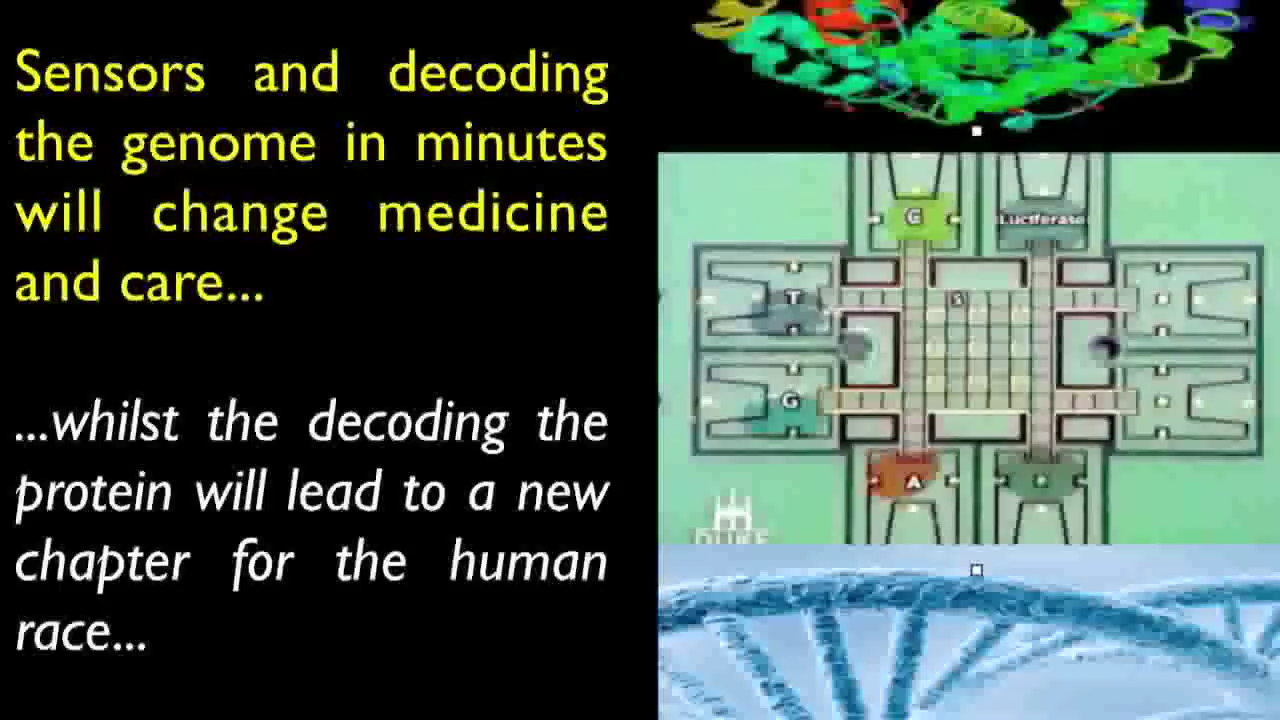 Sensors and decoding
the genome in minutes
will change medicine
and care...
...whilst the decoding the
protein will lead to a new
chapter for the human
race...
G
Luciferase
T
S
G
A
DUKE